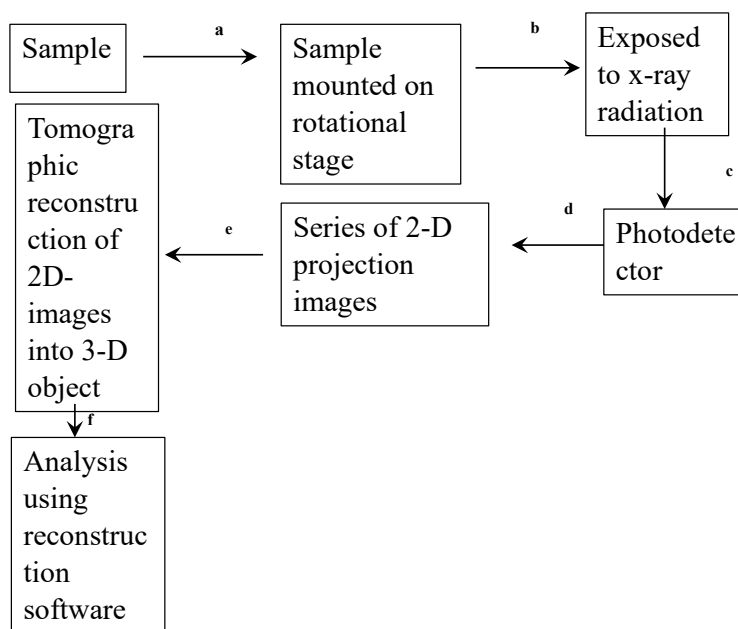 Sample
a
Sample
mounted on
rotational
stage
b
Exposed
to x-ray
radiation
c
Photodete
ctor
d
Series of 2-D
projection
images
e
Tomogra
phic
reconstru
ction of
2D-
images
into 3-D
object
f
Analysis
using
reconstruc
tion
software